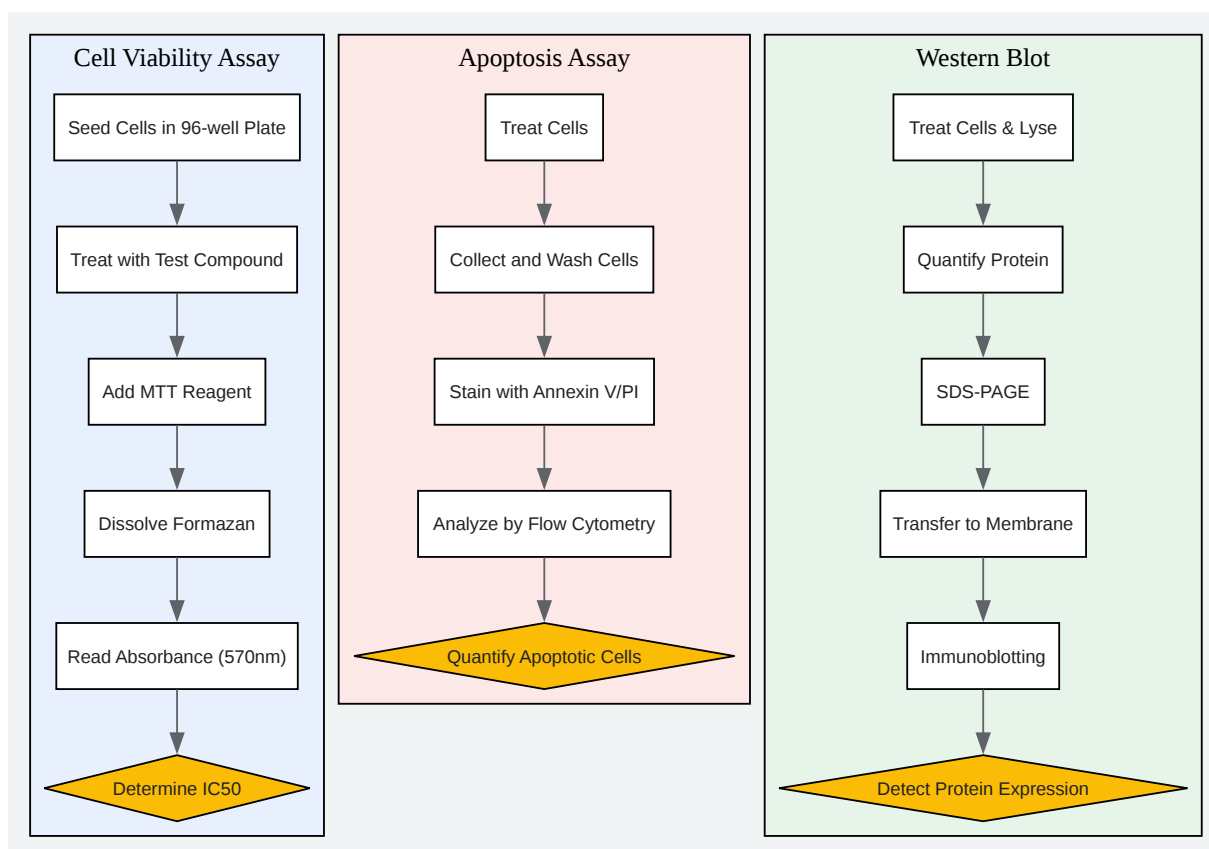 Cell Viability Assay
Seed Cells in 96-well Plate
Treat with Test Compound
Add MTT Reagent
Dissolve Formazan
Read Absorbance (570nm)
Determine IC50
Apoptosis Assay
Treat Cells
Collect and Wash Cells
Stain with Annexin V/PI
Analyze by Flow Cytometry
Quantify Apoptotic Cells
Western Blot
Treat Cells & Lyse
Quantify Protein
SDS-PAGE
Transfer to Membrane
Immunoblotting
Detect Protein Expression